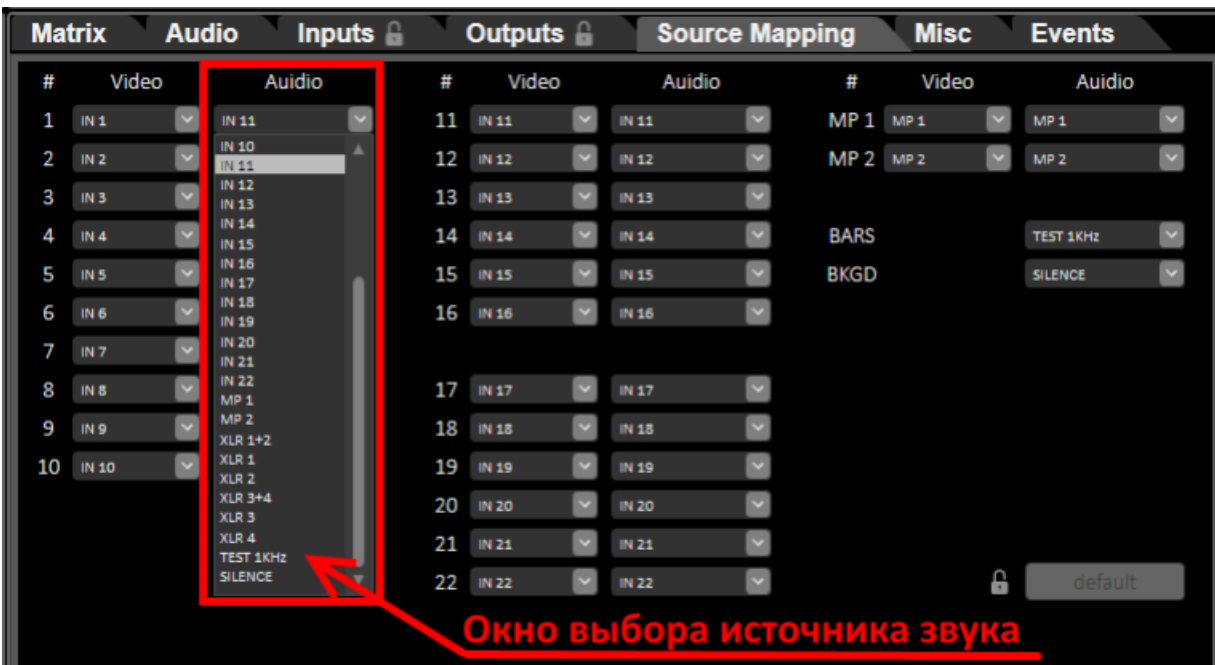 Matrix Audio Inputs Outputs Source Mapping Misc Events
# Video Auidio # Video Auidio # Video Auidio
1 IN 1 IN 11 11 IN 11 IN 11 MP 1 MP 1 MP 1
IN 10
2 IN 2 IN 11 12 IN 12 IN 12 MP 2 MP 2 MP 2
IN 12
3 IN 3 IN 13 13 IN 13 IN 13
IN 14
4 IN 4 IN 15 14 IN 14 IN 14 BARS TEST 1KHz
IN 16
5 IN 5 IN 17 15 IN 15 IN 15 BKGD SILENCE
IN 18
6 IN 6 IN 19 16 IN 16 IN 16
IN 20
7 IN 7 IN 21
IN 22
8 IN 8 MP 1 17 IN 17 IN 17
MP 2
9 IN 9 XLR 1+2 18 IN 18 IN 18
XLR 1
10 IN 10 XLR 2 19 IN 19 IN 19
XLR 3+4
20 IN 20 IN 20
XLR 3
XLR 4
21 IN 21 IN 21
TEST 1KHz
SILENCE 22 IN 22 IN 22 default
Окно выбора источника звука